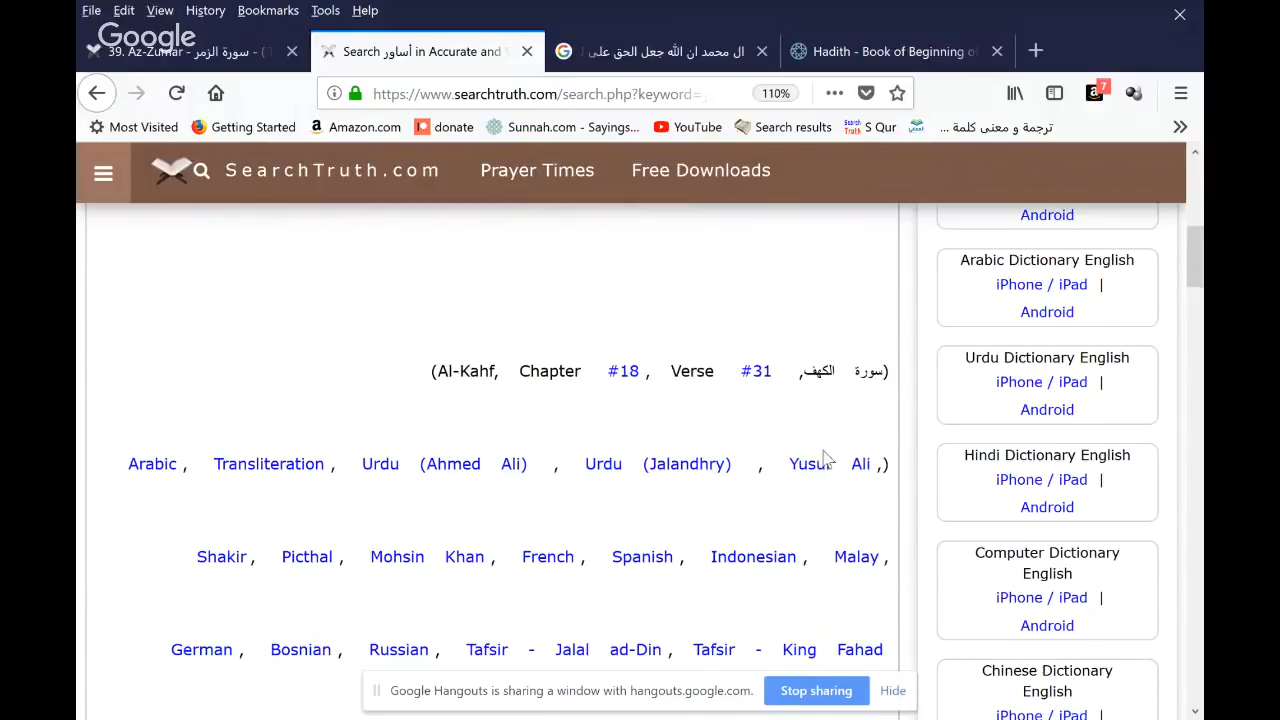 File Edit View History Bookmarks Tools Help
Google
39. Az-Zumar - سورة الزمر - (
Search أساور in Accurate and
ال محمد ان الله جعل الحق على ل
Hadith - Book of Beginning of
https://www.searchtruth.com/search.php?keyword=
110%
7
Most Visited Getting Started Amazon.com donate Sunnah.com - Sayings... YouTube Search results Search Truth S Qur ترجمة و معنى كلمة ...
SearchTruth.com Prayer Times Free Downloads
(Al-Kahf, Chapter #18, Verse #31 ,سورة الكهف)
Arabic , Transliteration , Urdu (Ahmed Ali) , Urdu (Jalandhry) , Yusuf Ali ,)
Shakir , Picthal , Mohsin Khan , French , Spanish , Indonesian , Malay ,
German , Bosnian , Russian , Tafsir - Jalal ad-Din , Tafsir - King Fahad
Android
Arabic Dictionary English
iPhone / iPad |
Android
Urdu Dictionary English
iPhone / iPad |
Android
Hindi Dictionary English
iPhone / iPad |
Android
Computer Dictionary
English
iPhone / iPad |
Android
Chinese Dictionary
English
iPhone / iPad |
Google Hangouts is sharing a window with hangouts.google.com. Stop sharing Hide